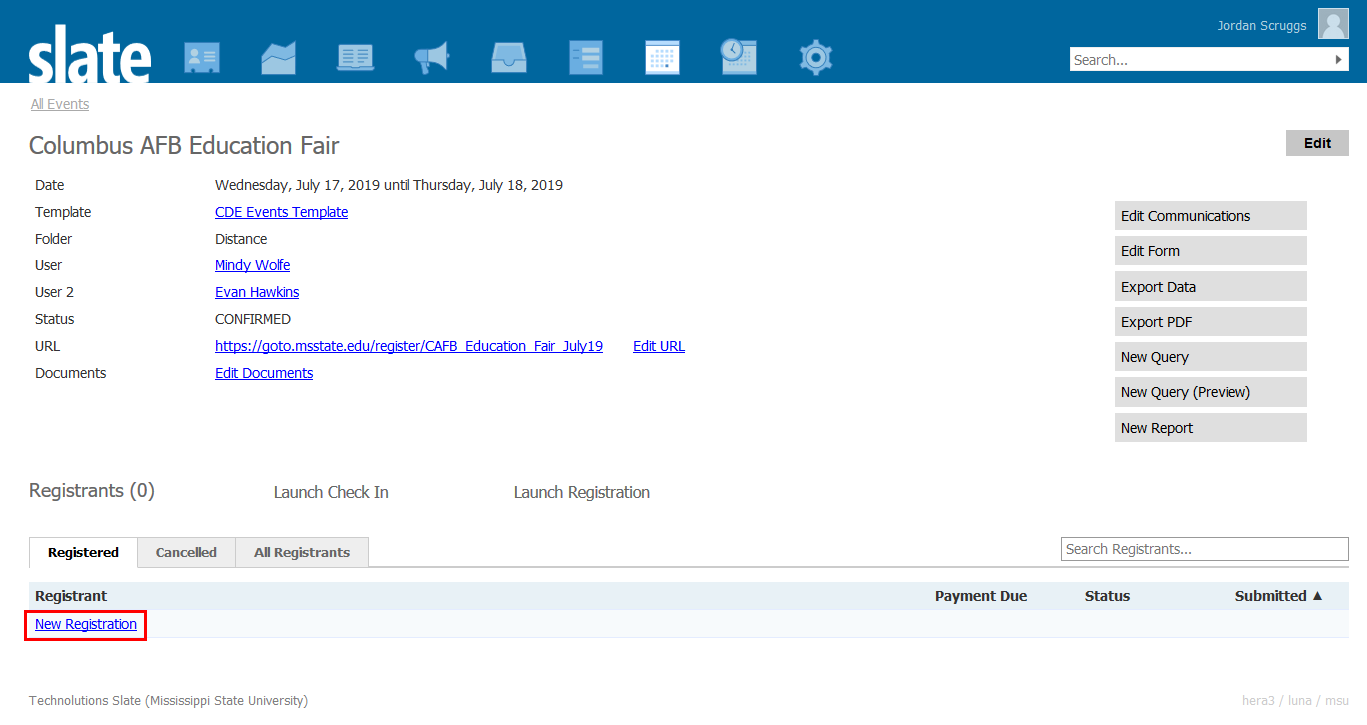 slate
Jordan Scruggs
Search...
All Events
Columbus AFB Education Fair
Edit
Date Wednesday, July 17, 2019 until Thursday, July 18, 2019
Template CDE Events Template
Folder Distance
User Mindy Wolfe
User 2 Evan Hawkins
Status CONFIRMED
URL https://goto.msstate.edu/register/CAFB_Education_Fair_July19 Edit URL
Documents Edit Documents
Edit Communications
Edit Form
Export Data
Export PDF
New Query
New Query (Preview)
New Report
Registrants (0) Launch Check In Launch Registration
Registered Cancelled All Registrants Search Registrants...
Registrant Payment Due Status Submitted ▲
New Registration
Technolutions Slate (Mississippi State University) hera3 / luna / msu